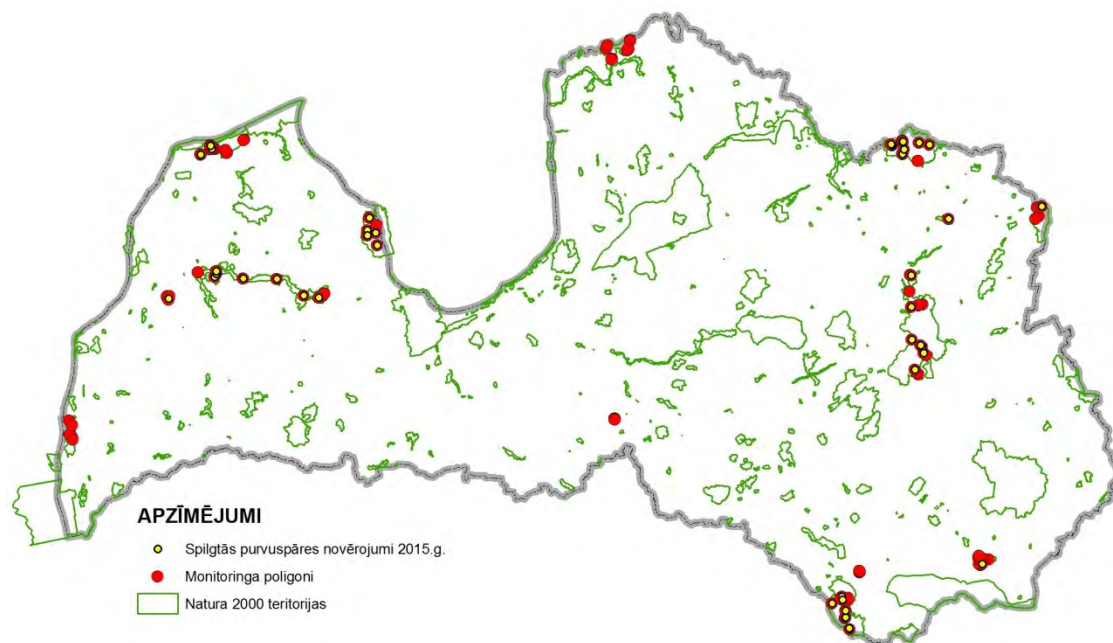 APZĪMĒJUMI
Spilgtās purvuspāres novērojumi 2015.g.
Monitoringa poligoni
Natura 2000 teritorijas